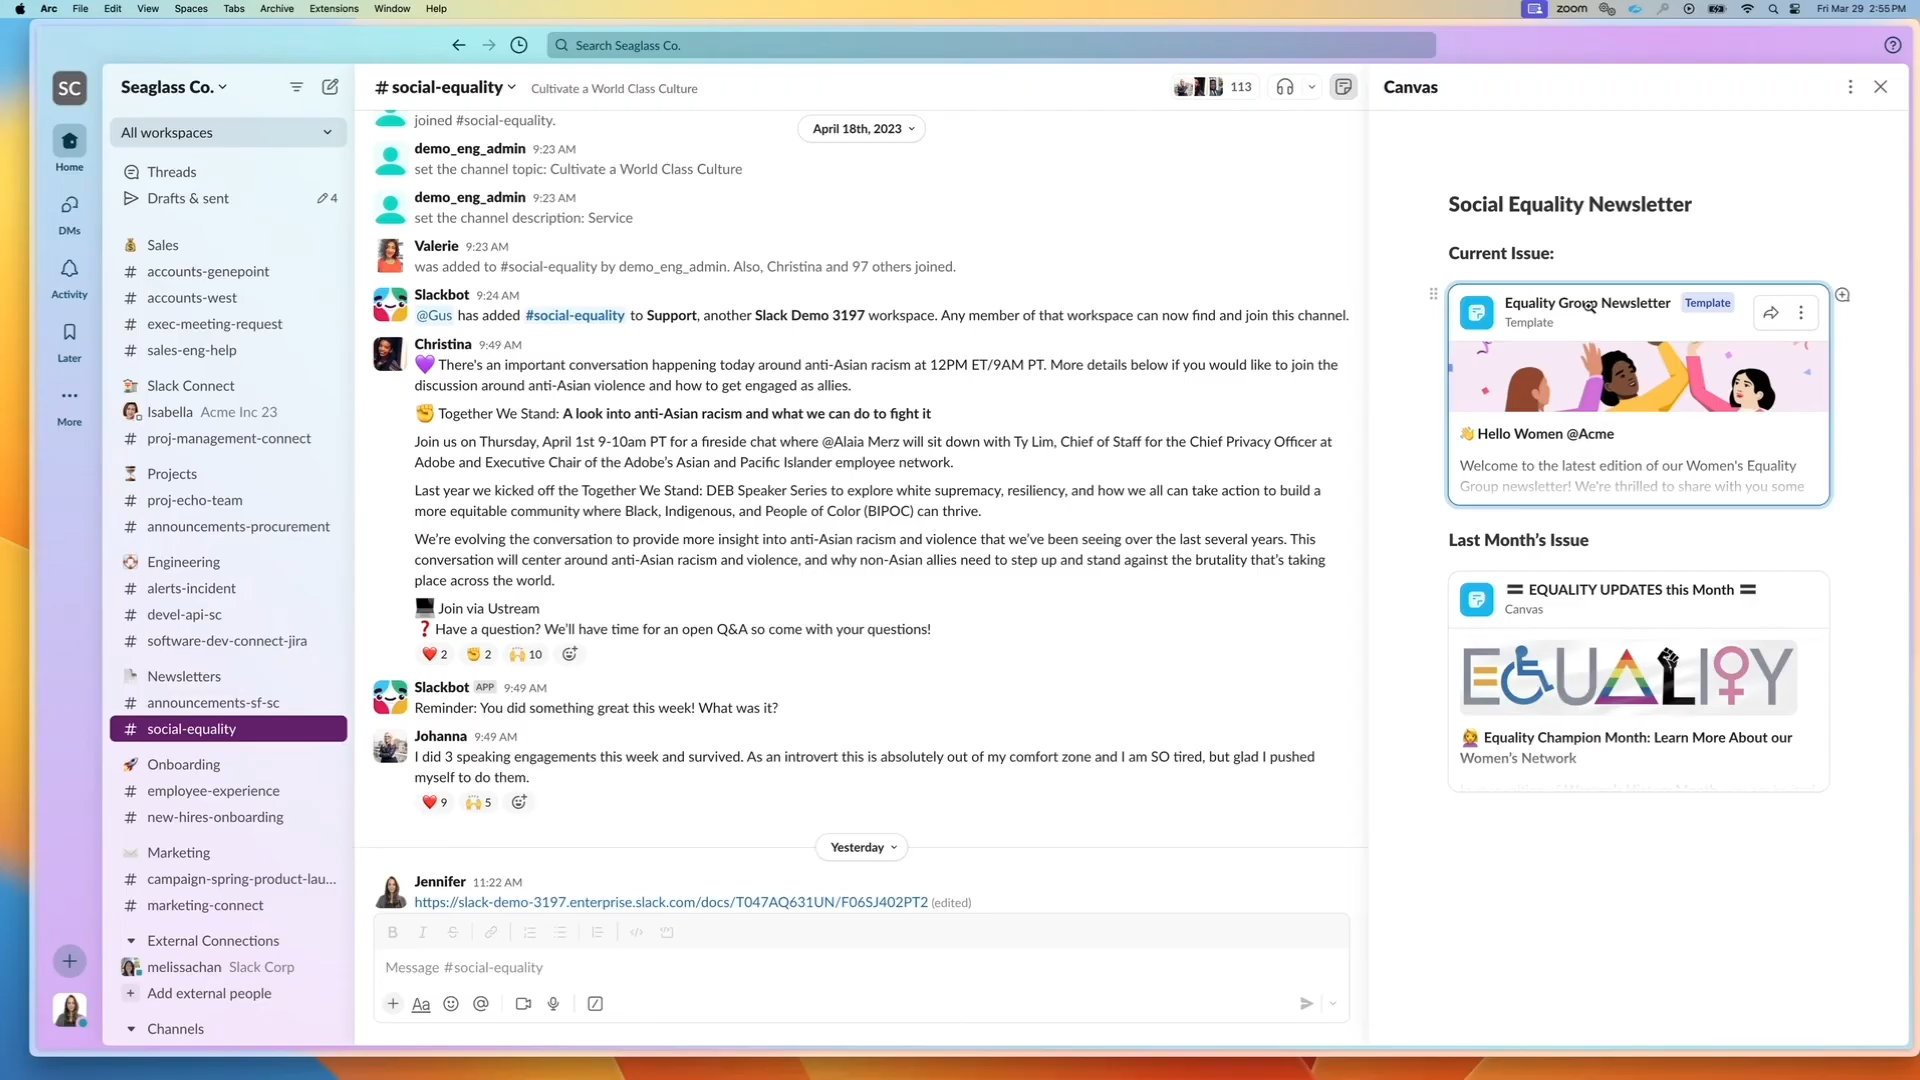 Arc File Edit View Spaces Tabs Archive Extensions Window Help
zoom Fri Mar 29 2:55 PM
Search Seaglass Co.
SC
Home
DMs
Activity
Later
More
Seaglass Co.
All workspaces
Threads
Drafts & sent 4
Sales
# accounts-genepoint
# accounts-west
# exec-meeting-request
# sales-eng-help
Slack Connect
Isabella Acme Inc 23
# proj-management-connect
Projects
# proj-echo-team
# announcements-procurement
Engineering
# alerts-incident
# devel-api-sc
# software-dev-connect-jira
Newsletters
# announcements-sf-sc
# social-equality
Onboarding
# employee-experience
# new-hires-onboarding
Marketing
# campaign-spring-product-lau...
# marketing-connect
External Connections
melissachan Slack Corp
+ Add external people
Channels
# social-equality Cultivate a World Class Culture 113
joined #social-equality.
April 18th, 2023
demo_eng_admin 9:23 AM
set the channel topic: Cultivate a World Class Culture
demo_eng_admin 9:23 AM
set the channel description: Service
Valerie 9:23 AM
was added to #social-equality by demo_eng_admin. Also, Christina and 97 others joined.
Slackbot 9:24 AM
@Gus has added #social-equality to Support, another Slack Demo 3197 workspace. Any member of that workspace can now find and join this channel.
Christina 9:49 AM
💜 There's an important conversation happening today around anti-Asian racism at 12PM ET/9AM PT. More details below if you would like to join the
discussion around anti-Asian violence and how to get engaged as allies.
✊ Together We Stand: A look into anti-Asian racism and what we can do to fight it
Join us on Thursday, April 1st 9-10am PT for a fireside chat where @Alaia Merz will sit down with Ty Lim, Chief of Staff for the Chief Privacy Officer at
Adobe and Executive Chair of the Adobe's Asian and Pacific Islander employee network.
Last year we kicked off the Together We Stand: DEB Speaker Series to explore white supremacy, resiliency, and how we all can take action to build a
more equitable community where Black, Indigenous, and People of Color (BIPOC) can thrive.
We're evolving the conversation to provide more insight into anti-Asian racism and violence that we've been seeing over the last several years. This
conversation will center around anti-Asian racism and violence, and why non-Asian allies need to step up and stand against the brutality that's taking
place across the world.
💻 Join via Ustream
❓ Have a question? We'll have time for an open Q&A so come with your questions!
❤️ 2 ✊ 2 🙌 10
Slackbot APP 9:49 AM
Reminder: You did something great this week! What was it?
Johanna 9:49 AM
I did 3 speaking engagements this week and survived. As an introvert this is absolutely out of my comfort zone and I am SO tired, but glad I pushed
myself to do them.
❤️ 9 🙌 5
Yesterday
Jennifer 11:22 AM
https://slack-demo-3197.enterprise.slack.com/docs/T047AQ631UN/F06SJ402PT2 (edited)
B I S
Message #social-equality
+ Aa @
Canvas
Social Equality Newsletter
Current Issue:
Equality Group Newsletter Template
Template
👋 Hello Women @Acme
Welcome to the latest edition of our Women's Equality
Group newsletter! We're thrilled to share with you some
Last Month's Issue
EQUALITY UPDATES this Month
Canvas
EQUALITY
Equality Champion Month: Learn More About our
Women's Network